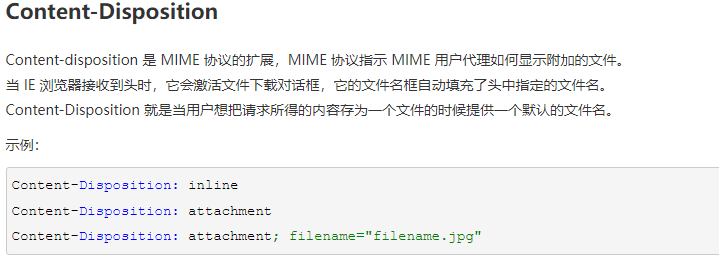 Content-Disposition
Content-disposition 是 MIME 协议的扩展，MIME 协议指示 MIME 用户代理如何显示附加的文件。
当 IE 浏览器接收到头时，它会激活文件下载对话框，它的文件名框自动填充了头中指定的文件名。
Content-Disposition 就是当用户想把请求所得的内容存为一个文件的时候提供一个默认的文件名。
示例：
Content-Disposition: inline
Content-Disposition: attachment
Content-Disposition: attachment; filename="filename.jpg"